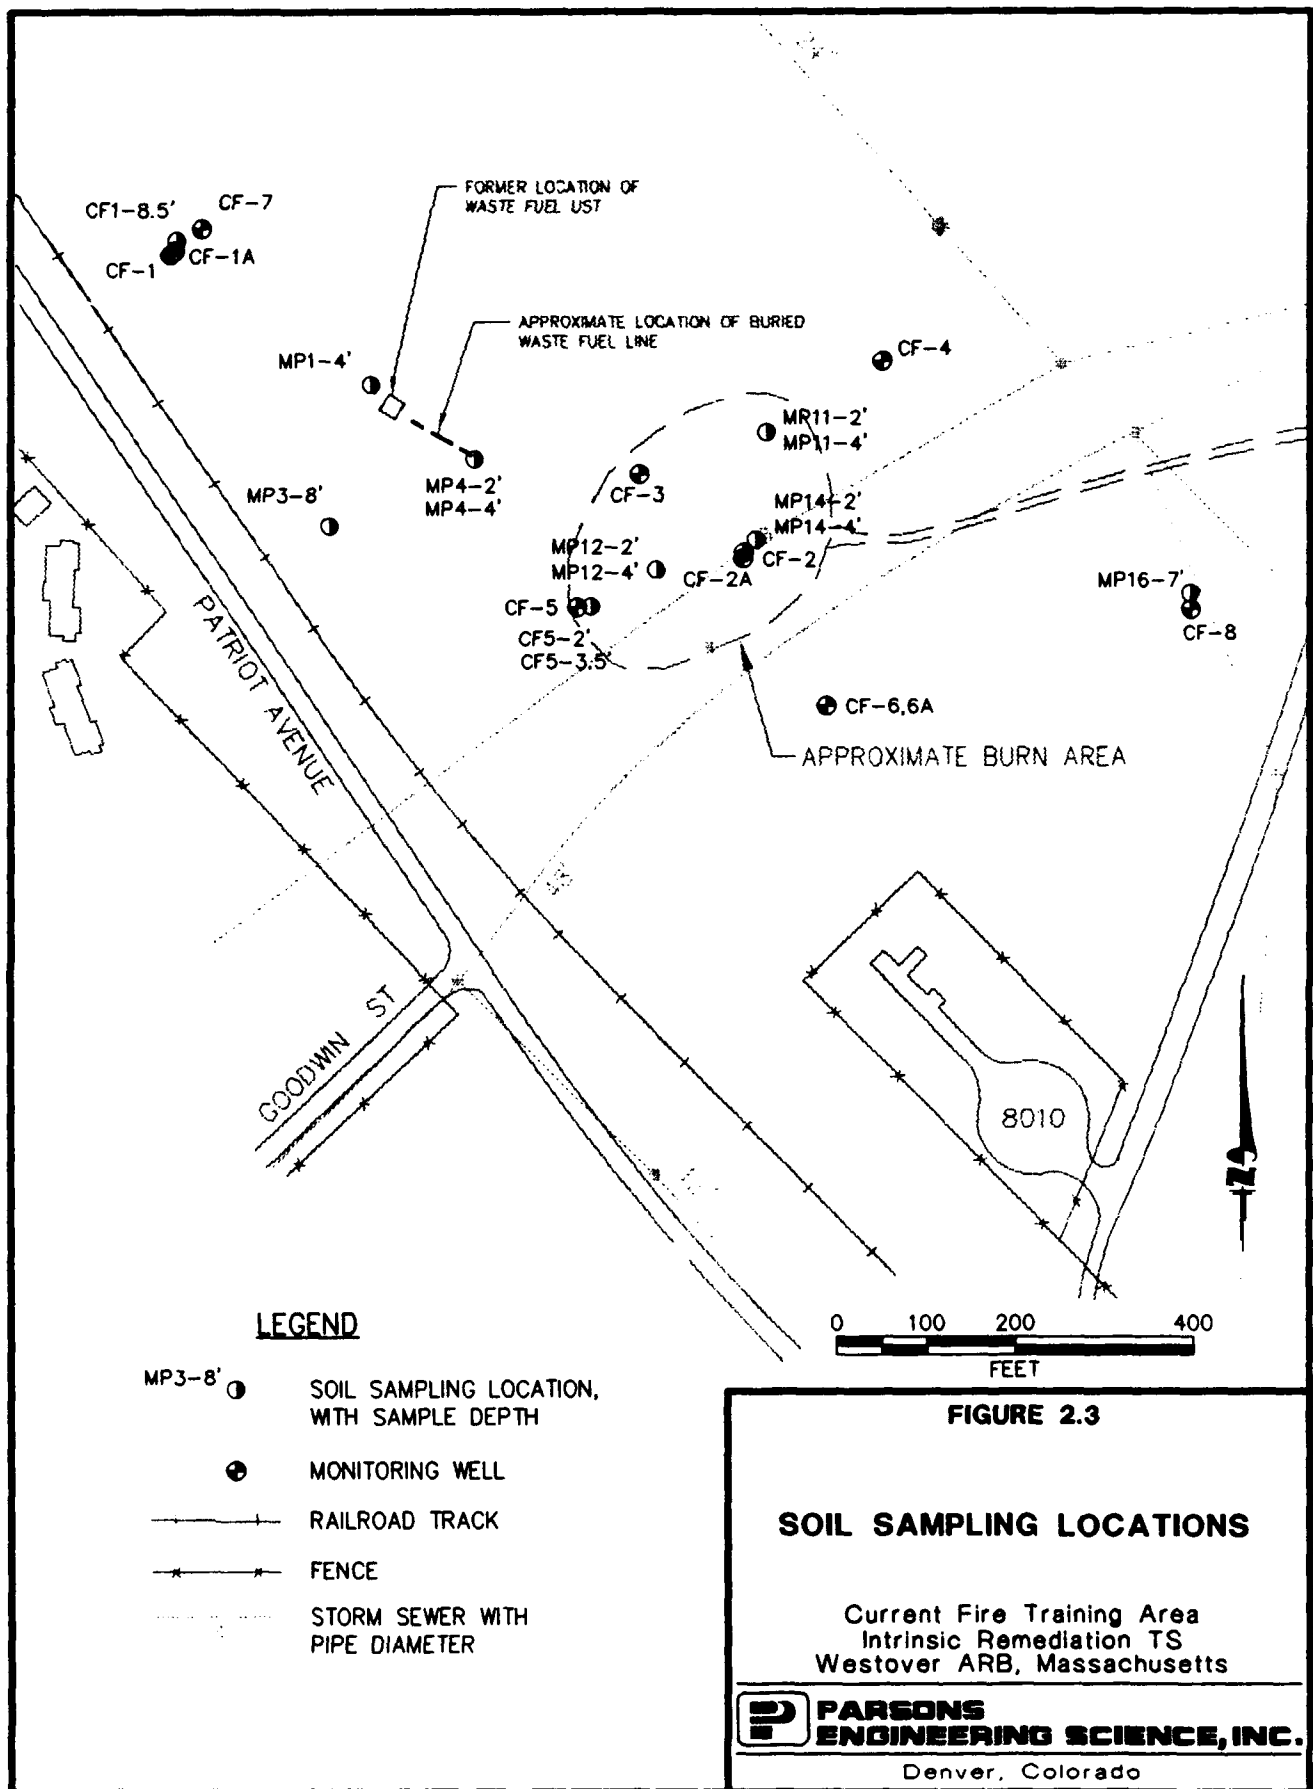 FORMER LOCATION OF
WASTE FUEL UST
CF1-8.5'
CF-7
CF-1A
CF-1
APPROXIMATE LOCATION OF BURIED
WASTE FUEL LINE
MP1-4'
CF-4
MR11-2'
MP11-4'
CF-3
MP4-2'
MP4-4'
MP3-8'
MP14-2'
MP14-4'
MP12-2'
MP12-4'
CF-2
CF-2A
MP16-7'
CF-5
CF-8
CF5-2'
CF5-3.5'
PATRIOT AVENUE
CF-6,6A
APPROXIMATE BURN AREA
GOODWIN ST
8010
N
LEGEND
0 100 200 400
FEET
MP3-8'
SOIL SAMPLING LOCATION,
WITH SAMPLE DEPTH
MONITORING WELL
RAILROAD TRACK
FENCE
STORM SEWER WITH
PIPE DIAMETER
FIGURE 2.3
SOIL SAMPLING LOCATIONS
Current Fire Training Area
Intrinsic Remediation TS
Westover ARB, Massachusetts
PARSONS
ENGINEERING SCIENCE, INC.
Denver, Colorado